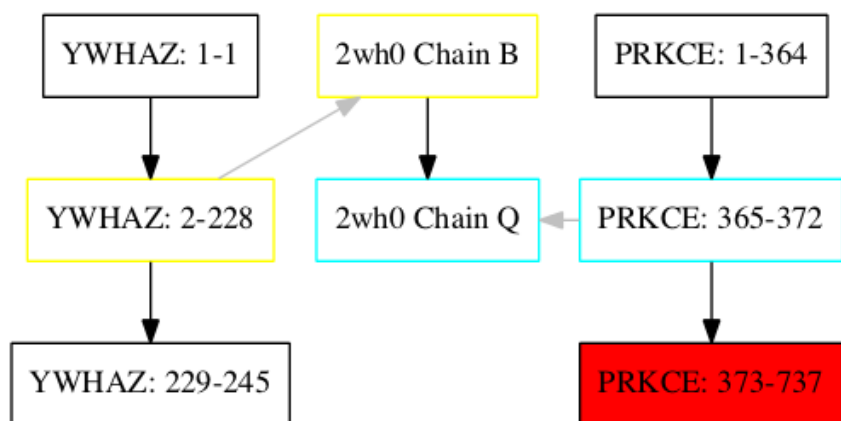 YWHAZ: 1-1
2wh0 Chain B
PRKCE: 1-364
YWHAZ: 2-228
2wh0 Chain Q
PRKCE: 365-372
YWHAZ: 229-245
PRKCE: 373-737